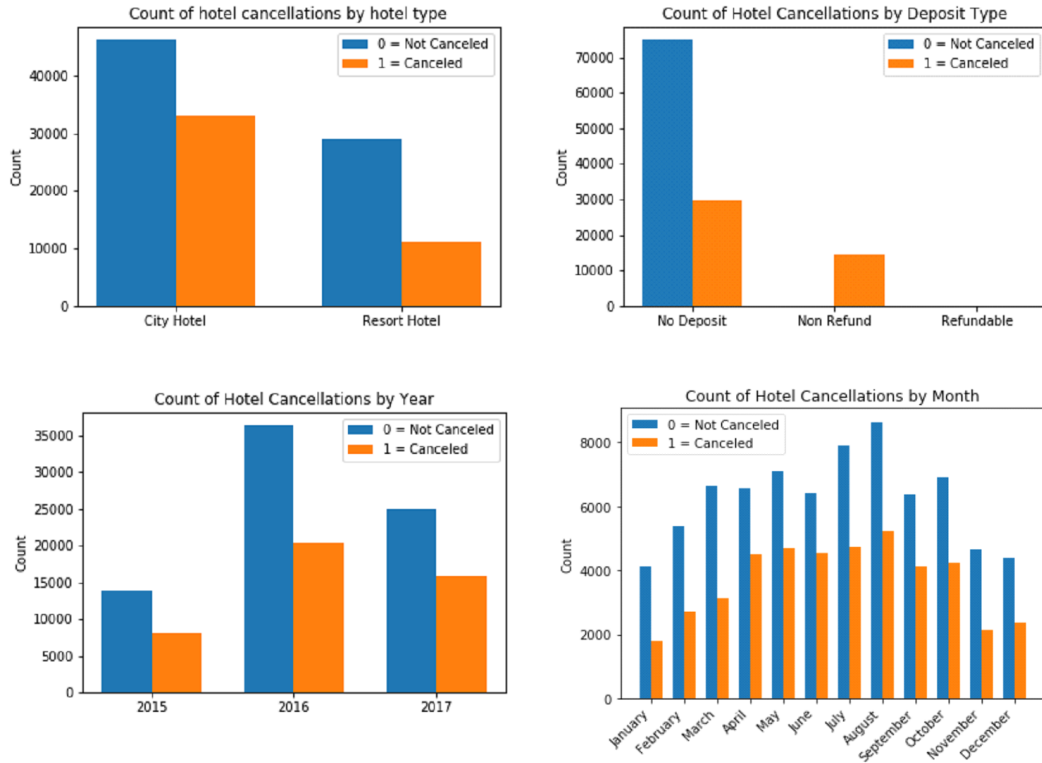 Count of hotel cancellations by hotel type
0 = Not Canceled
1 = Canceled
Count
40000
30000
20000
10000
0
City Hotel
Resort Hotel
Count of Hotel Cancellations by Deposit Type
0 = Not Canceled
1 = Canceled
Count
70000
60000
50000
40000
30000
20000
10000
0
No Deposit
Non Refund
Refundable
Count of Hotel Cancellations by Year
0 = Not Canceled
1 = Canceled
Count
35000
30000
25000
20000
15000
10000
5000
0
2015
2016
2017
Count of Hotel Cancellations by Month
0 = Not Canceled
1 = Canceled
Count
8000
6000
4000
2000
0
January
February
March
April
May
June
July
August
September
October
November
December